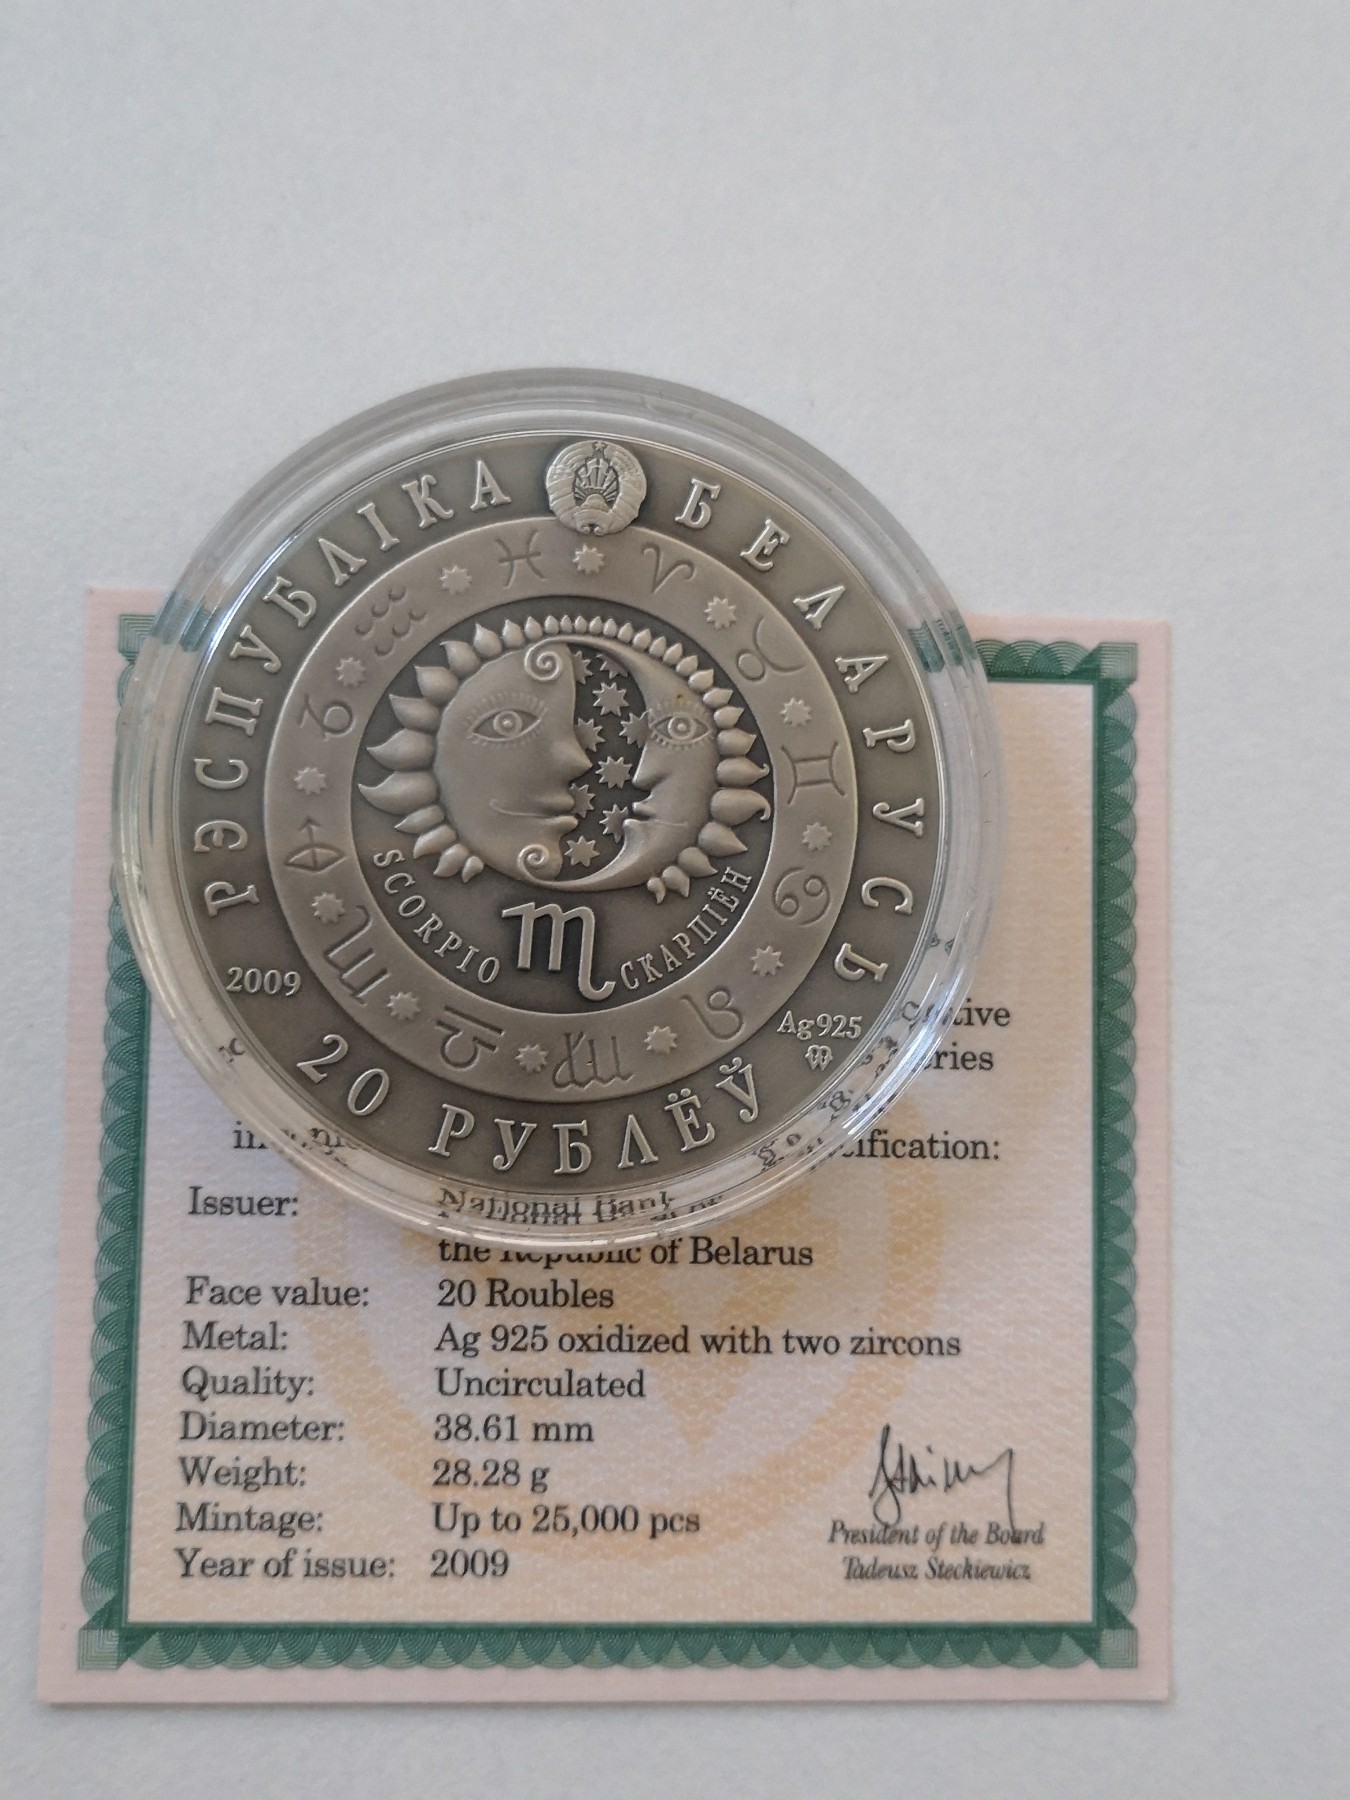 РЭСПУБЛІКА БЕЛАРУСЬ
SCORPIO
СКАРПІЁН
2009
Ag 925
20 РУБЛЁЎ
Issuer: National Bank
the Republic of Belarus
Face value: 20 Roubles
Metal: Ag 925 oxidized with two zircons
Quality: Uncirculated
Diameter: 38.61 mm
Weight: 28.28 g
Mintage: Up to 25,000 pcs
Year of issue: 2009
President of the Board
Tadeusz Steckiewicz